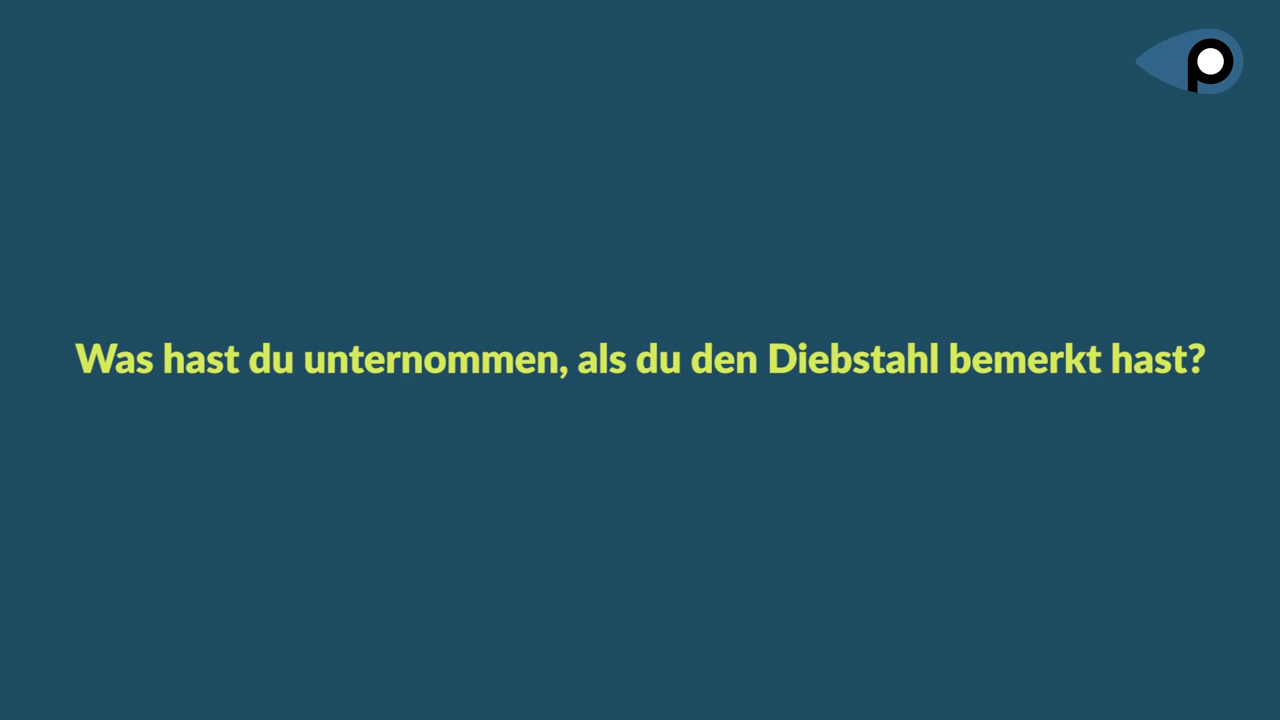 Was hast du unternommen, als du den Diebstahl bemerkt hast?